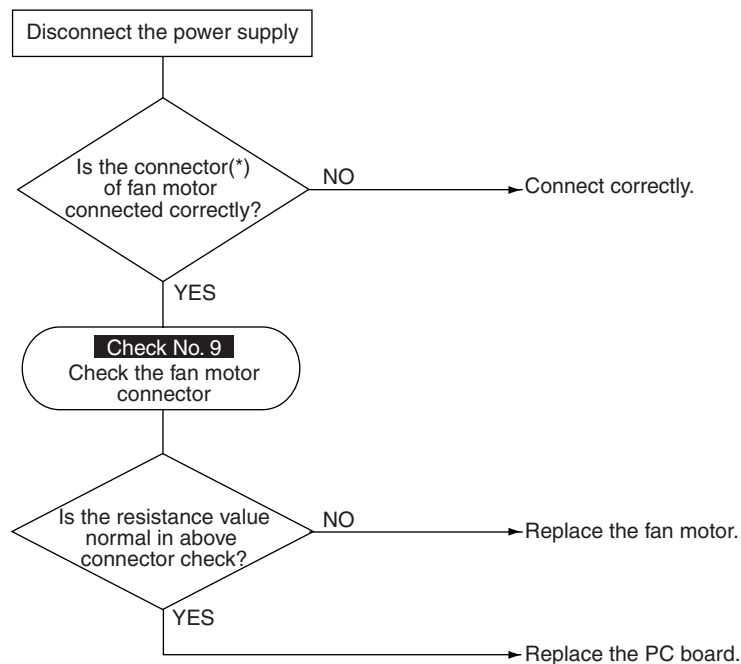 Disconnect the power supply
Is the connector(*)
of fan motor
connected correctly?
NO
Connect correctly.
YES
Check No. 9
Check the fan motor
connector
Is the resistance value
normal in above
connector check?
NO
Replace the fan motor.
YES
Replace the PC board.